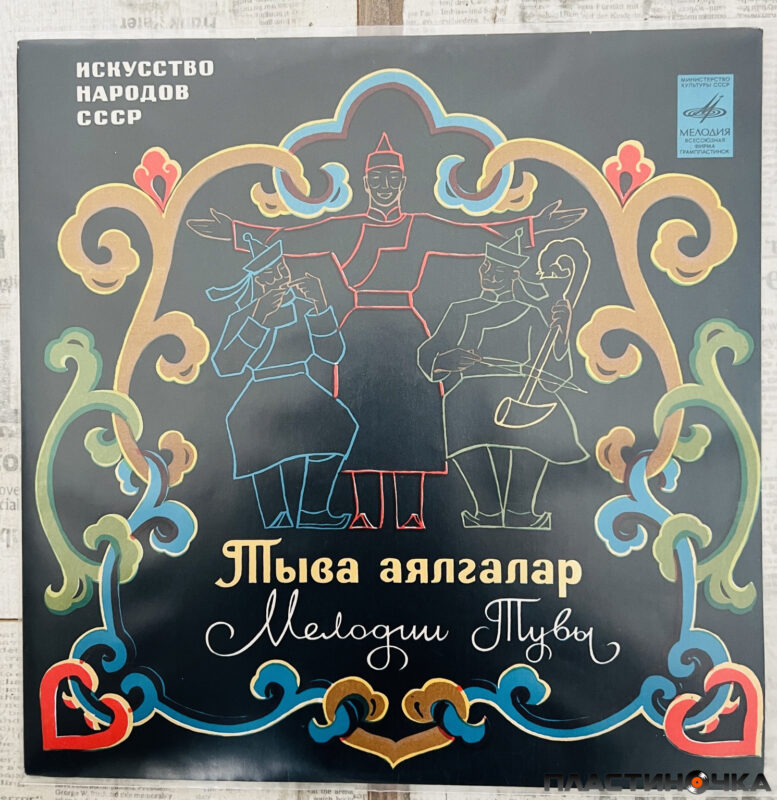 ИСКУССТВО
НАРОДОВ
СССР
МИНИСТЕРСТВО
КУЛЬТУРЫ СССР
МЕЛОДИЯ
ВСЕСОЮЗНАЯ
ФИРМА
ГРАМПЛАСТИНОК
Тыва аялгалар
Мелодии Тувы
ПЛАСТИНОЧКА